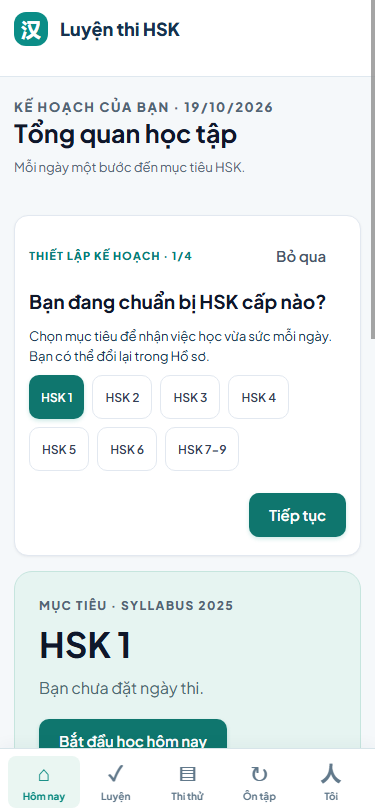 汉 Luyện thi HSK
KẾ HOẠCH CỦA BẠN · 19/10/2026
Tổng quan học tập
Mỗi ngày một bước đến mục tiêu HSK.
THIẾT LẬP KẾ HOẠCH · 1/4 Bỏ qua
Bạn đang chuẩn bị HSK cấp nào?
Chọn mục tiêu để nhận việc học vừa sức mỗi ngày.
Bạn có thể đổi lại trong Hồ sơ.
HSK 1 HSK 2 HSK 3 HSK 4
HSK 5 HSK 6 HSK 7–9
Tiếp tục
MỤC TIÊU · SYLLABUS 2025
HSK 1
Bạn chưa đặt ngày thi.
Bắt đầu học hôm nay
人
Hôm nay Luyện Thi thử Ôn tập Tôi